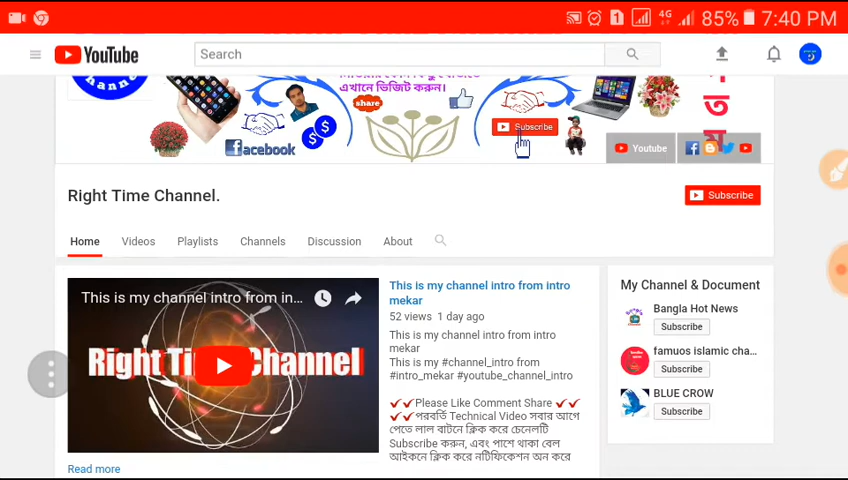 4G 85% 7:40 PM
YouTube
Search
এখানে ভিজিট করুন।
share
Subscribe
facebook
Youtube
ত
ম
Right Time Channel.
Subscribe
Home Videos Playlists Channels Discussion About
This is my channel intro from in...
Right Ti Channel
This is my channel intro from intro
mekar
52 views 1 day ago
This is my channel intro from intro
mekar
This is my #channel_intro from
#intro_mekar #youtube_channel_intro
Please Like Comment Share
পরবর্তি Technical Video সবার আগে
পেতে লাল বাটনে ক্লিক করে চেনেলটি
Subscribe করুন, এবং পাশে থাকা বেল
আইকনে ক্লিক করে নটিফিকেশন অন করে
Read more
My Channel & Document
Bangla Hot News
Subscribe
famuos islamic cha...
Subscribe
BLUE CROW
Subscribe